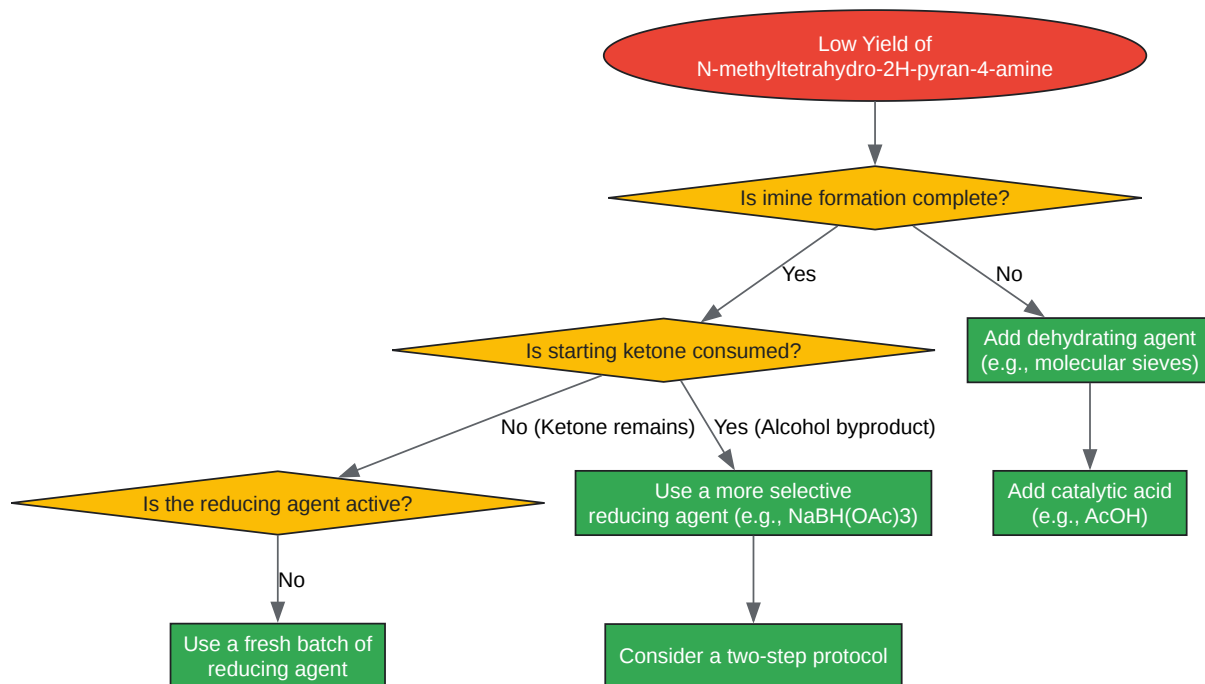 Low Yield of
N-methyltetrahydro-2H-pyran-4-amine
Is imine formation complete?
Yes
No
Is starting ketone consumed?
Add dehydrating agent
(e.g., molecular sieves)
No (Ketone remains)
Yes (Alcohol byproduct)
Is the reducing agent active?
Use a more selective
reducing agent (e.g., NaBH(OAc)3)
Add catalytic acid
(e.g., AcOH)
No
Use a fresh batch of
reducing agent
Consider a two-step protocol